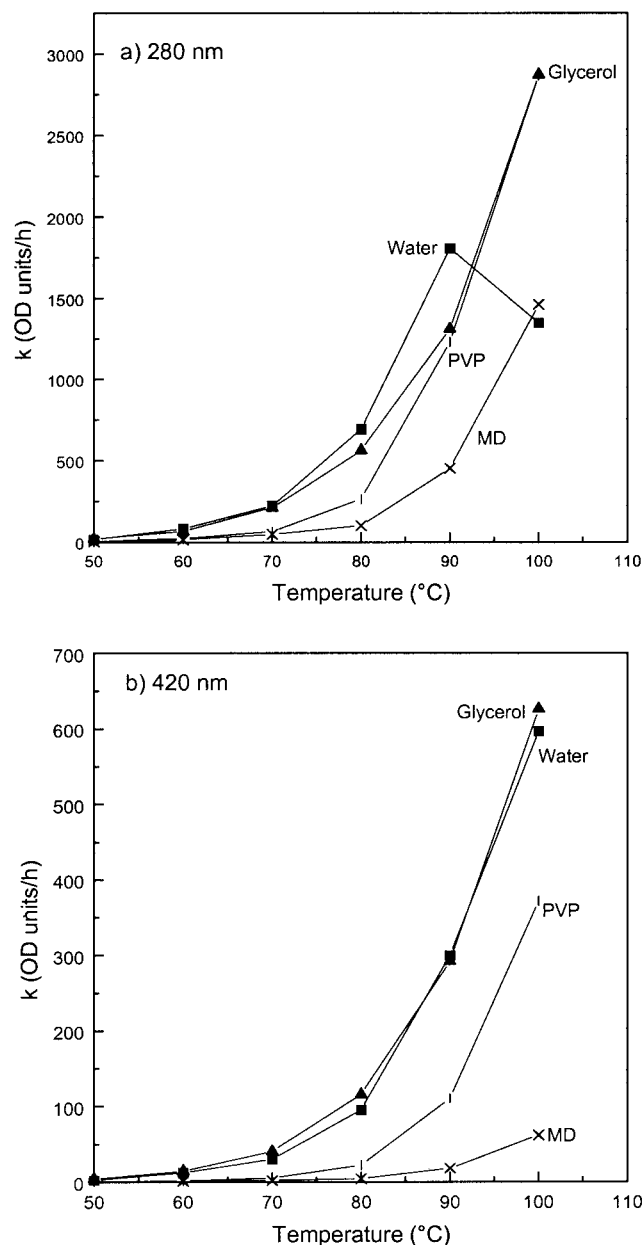 a) 280 nm
3000
2500
2000
1500
1000
500
0
k (OD units/h)
Glycerol
Water
PVP
MD
50 60 70 80 90 100 110
Temperature (°C)
b) 420 nm
700
600
500
400
300
200
100
0
k (OD units/h)
Glycerol
Water
PVP
MD
50 60 70 80 90 100 110
Temperature (°C)